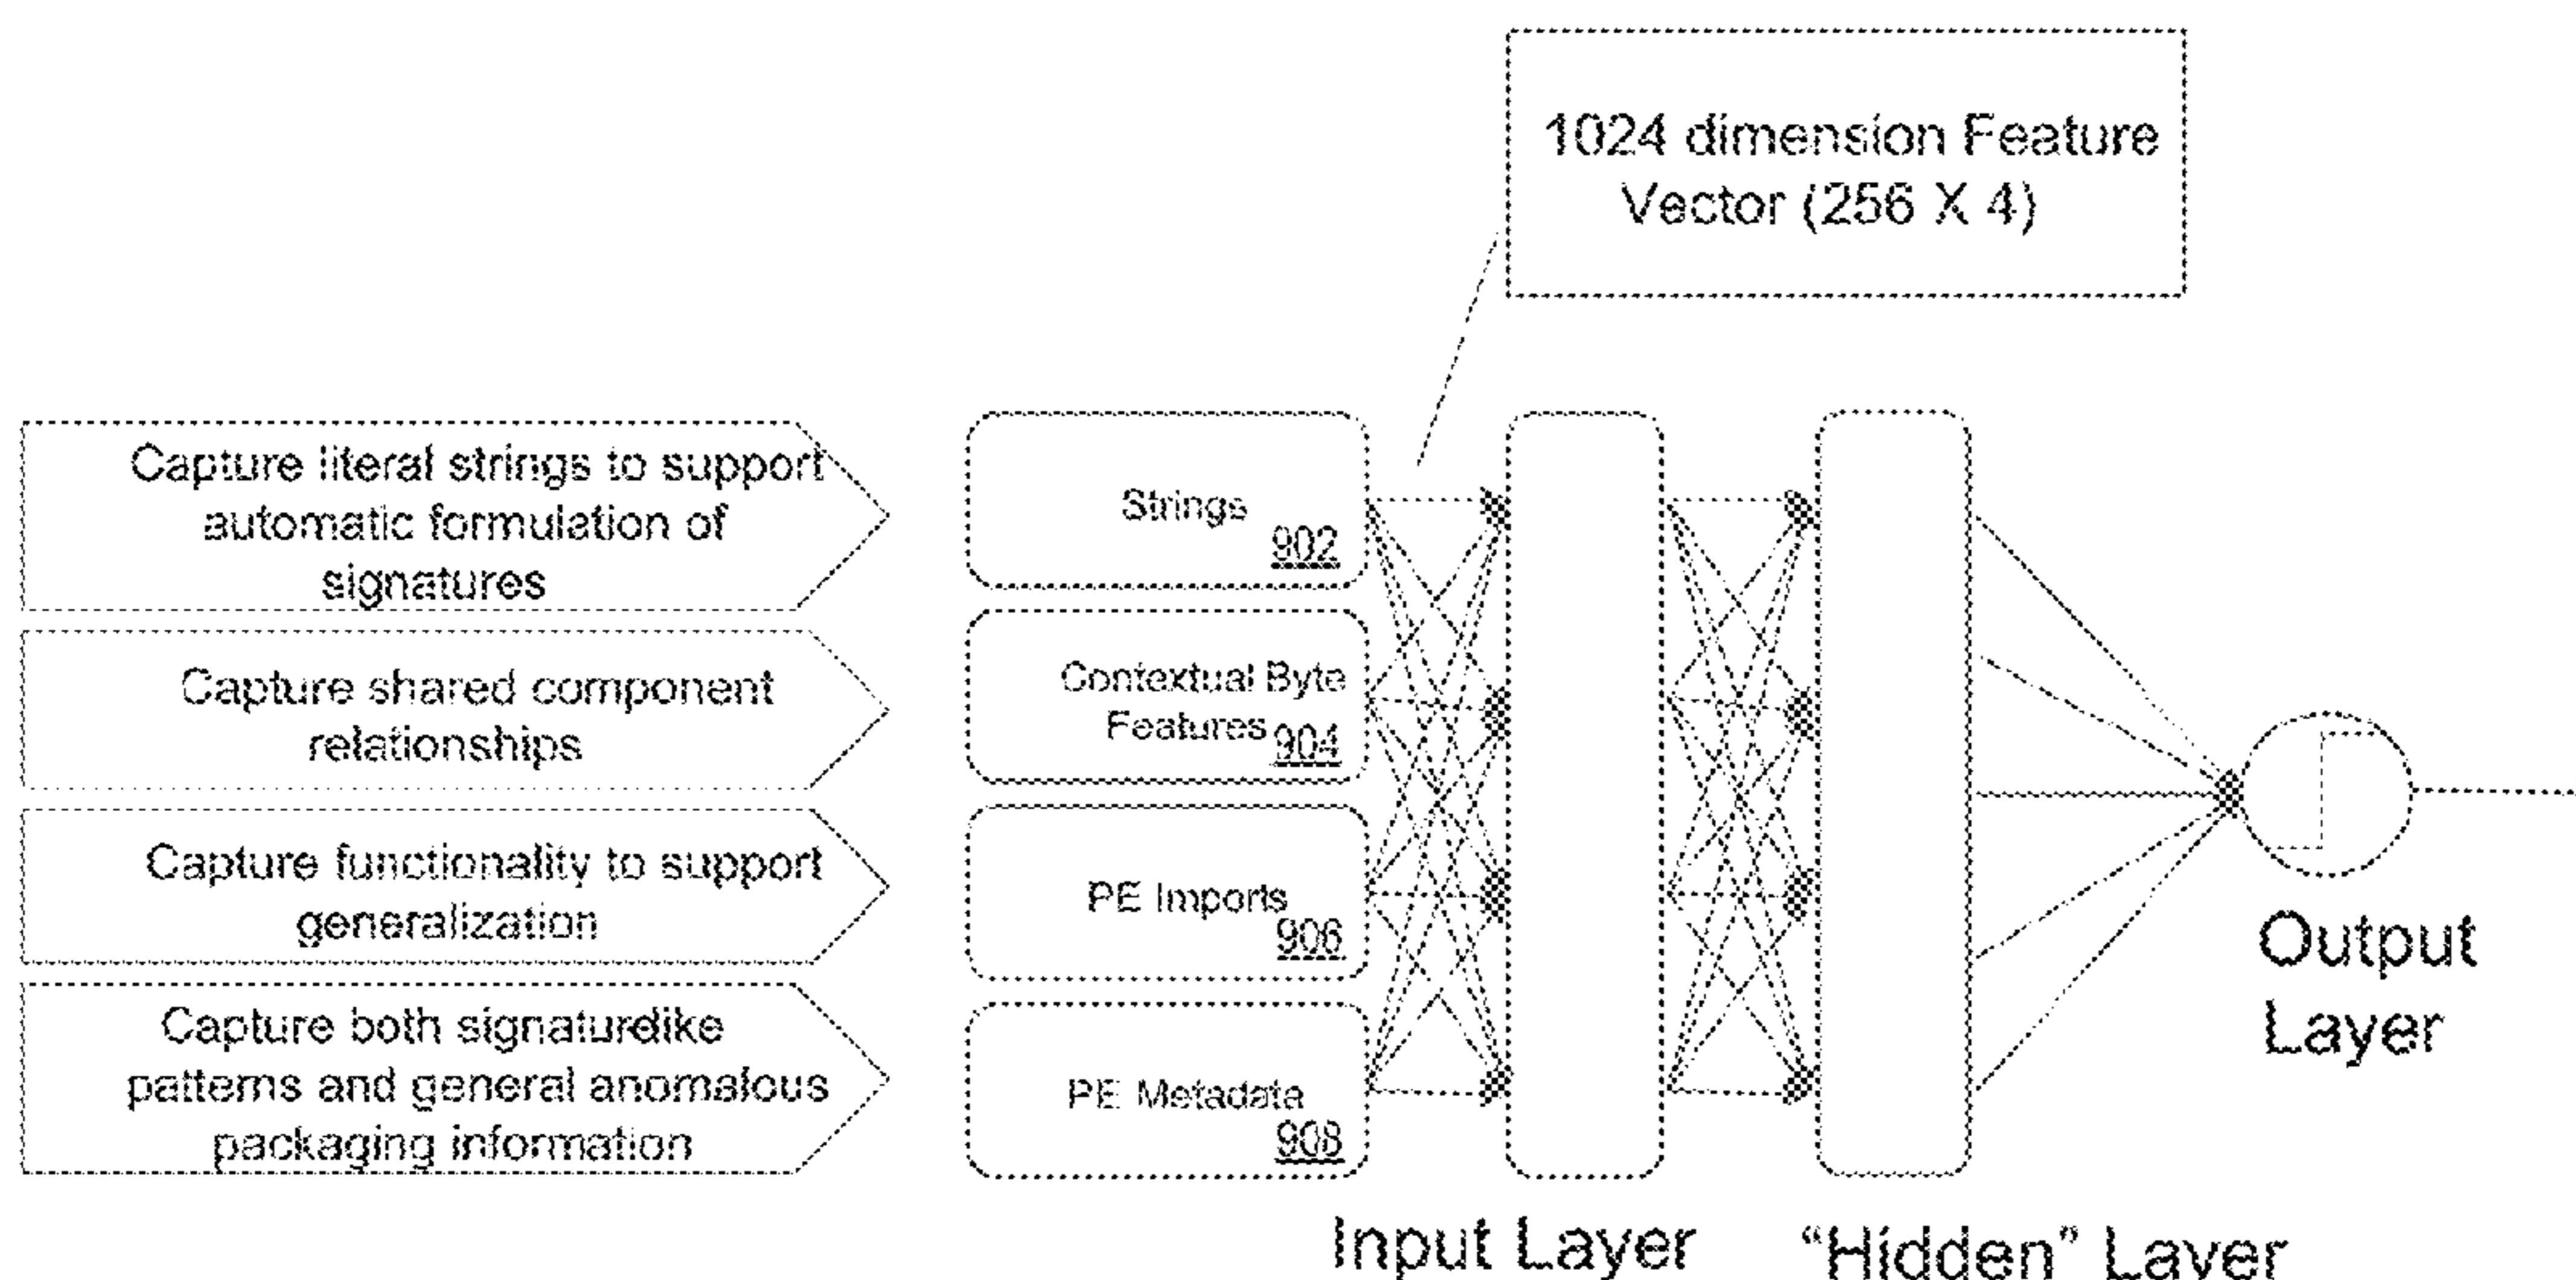 1024 dimension Feature
Vector (256 X 4)
Capture literal strings to support
automatic formulation of
signatures
Strings
902
Capture shared component
relationships
Contextual Byte
Features 904
Capture functionality to support
generalization
PE Imports
906
Capture both signaturelike
patterns and general anomalous
packaging information
PE Metadata
908
Output
Layer
Input Layer
“Hidden” Layer